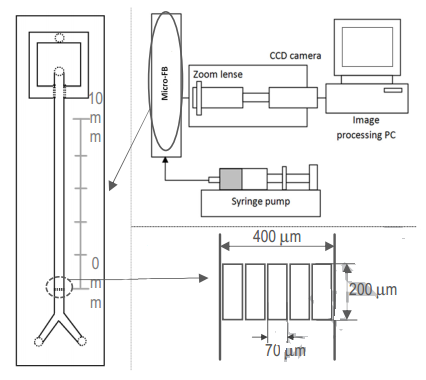 10
m
m
0
m
m
Micro-FB
CCD camera
Zoom lense
Image
processing PC
Syringe pump
400 μm
200 μm
70 μm